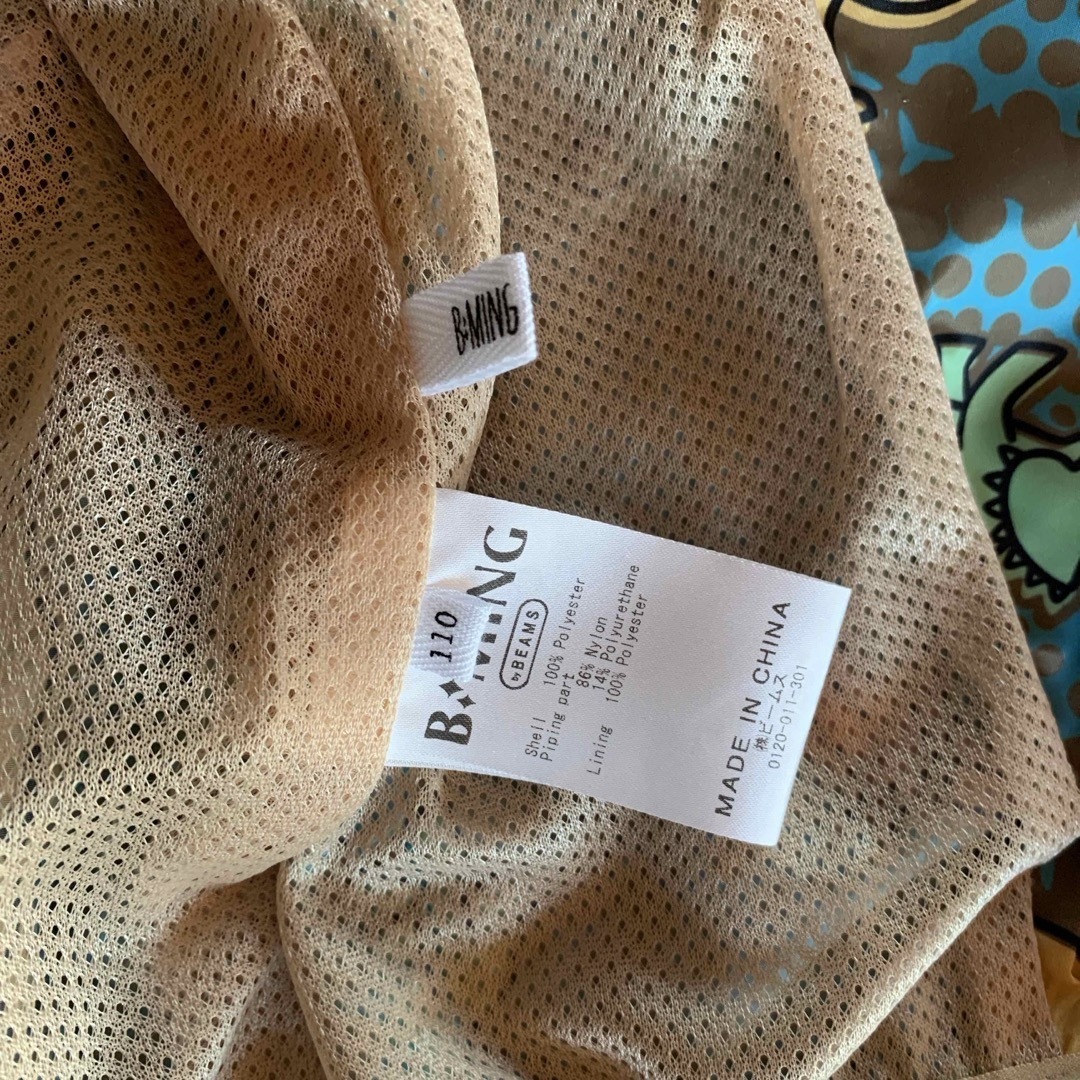 B:MING
110
B:MING
by BEAMS
Shell 100% Polyester
Piping part
86% Nylon
14% Polyurethane
Lining 100% Polyester
MADE IN CHINA
㈱ビームス
0120-011-301